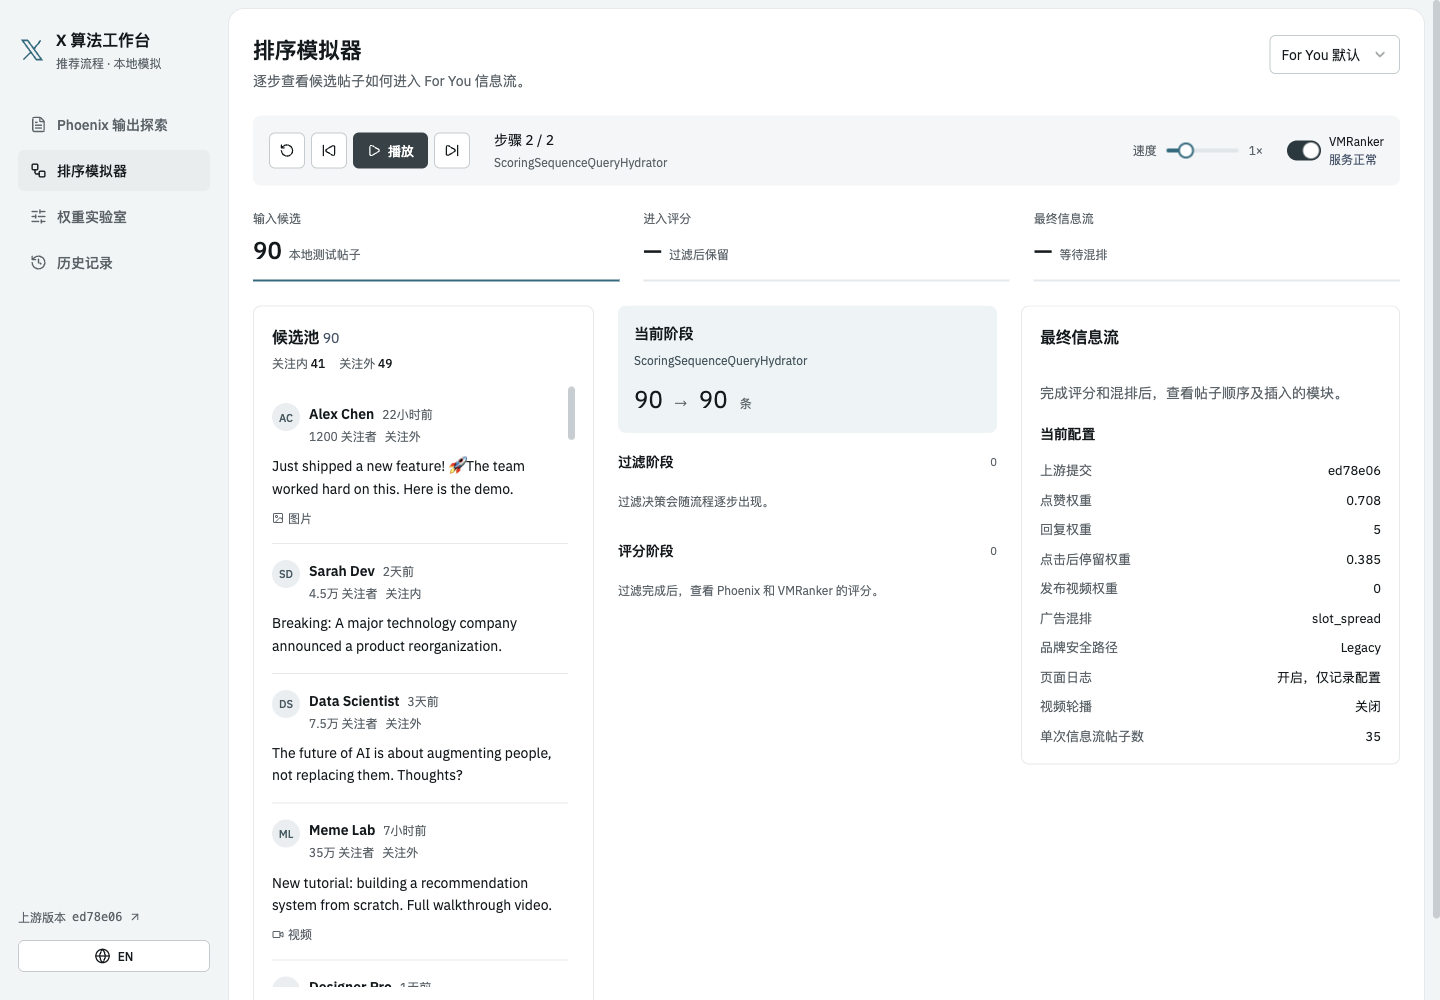 X 算法工作台
推荐流程 · 本地模拟
Phoenix 输出探索
排序模拟器
权重实验室
历史记录
上游版本 ed78e06
EN
排序模拟器
逐步查看候选帖子如何进入 For You 信息流。
For You 默认
播放
步骤 2 / 2
ScoringSequenceQueryHydrator
速度
1×
VMRanker
服务正常
输入候选
90 本地测试帖子
进入评分
— 过滤后保留
最终信息流
— 等待混排
候选池 90
关注内 41 关注外 49
AC
Alex Chen 22小时前
1200 关注者 关注外
Just shipped a new feature! 🚀The team
worked hard on this. Here is the demo.
图片
SD
Sarah Dev 2天前
4.5万 关注者 关注内
Breaking: A major technology company
announced a product reorganization.
DS
Data Scientist 3天前
7.5万 关注者 关注外
The future of AI is about augmenting people,
not replacing them. Thoughts?
ML
Meme Lab 7小时前
35万 关注者 关注外
New tutorial: building a recommendation
system from scratch. Full walkthrough video.
视频
Designer Pro 1天前
当前阶段
ScoringSequenceQueryHydrator
90 → 90 条
过滤阶段 0
过滤决策会随流程逐步出现。
评分阶段 0
过滤完成后，查看 Phoenix 和 VMRanker 的评分。
最终信息流
完成评分和混排后，查看帖子顺序及插入的模块。
当前配置
上游提交 ed78e06
点赞权重 0.708
回复权重 5
点击后停留权重 0.385
发布视频权重 0
广告混排 slot_spread
品牌安全路径 Legacy
页面日志 开启，仅记录配置
视频轮播 关闭
单次信息流帖子数 35